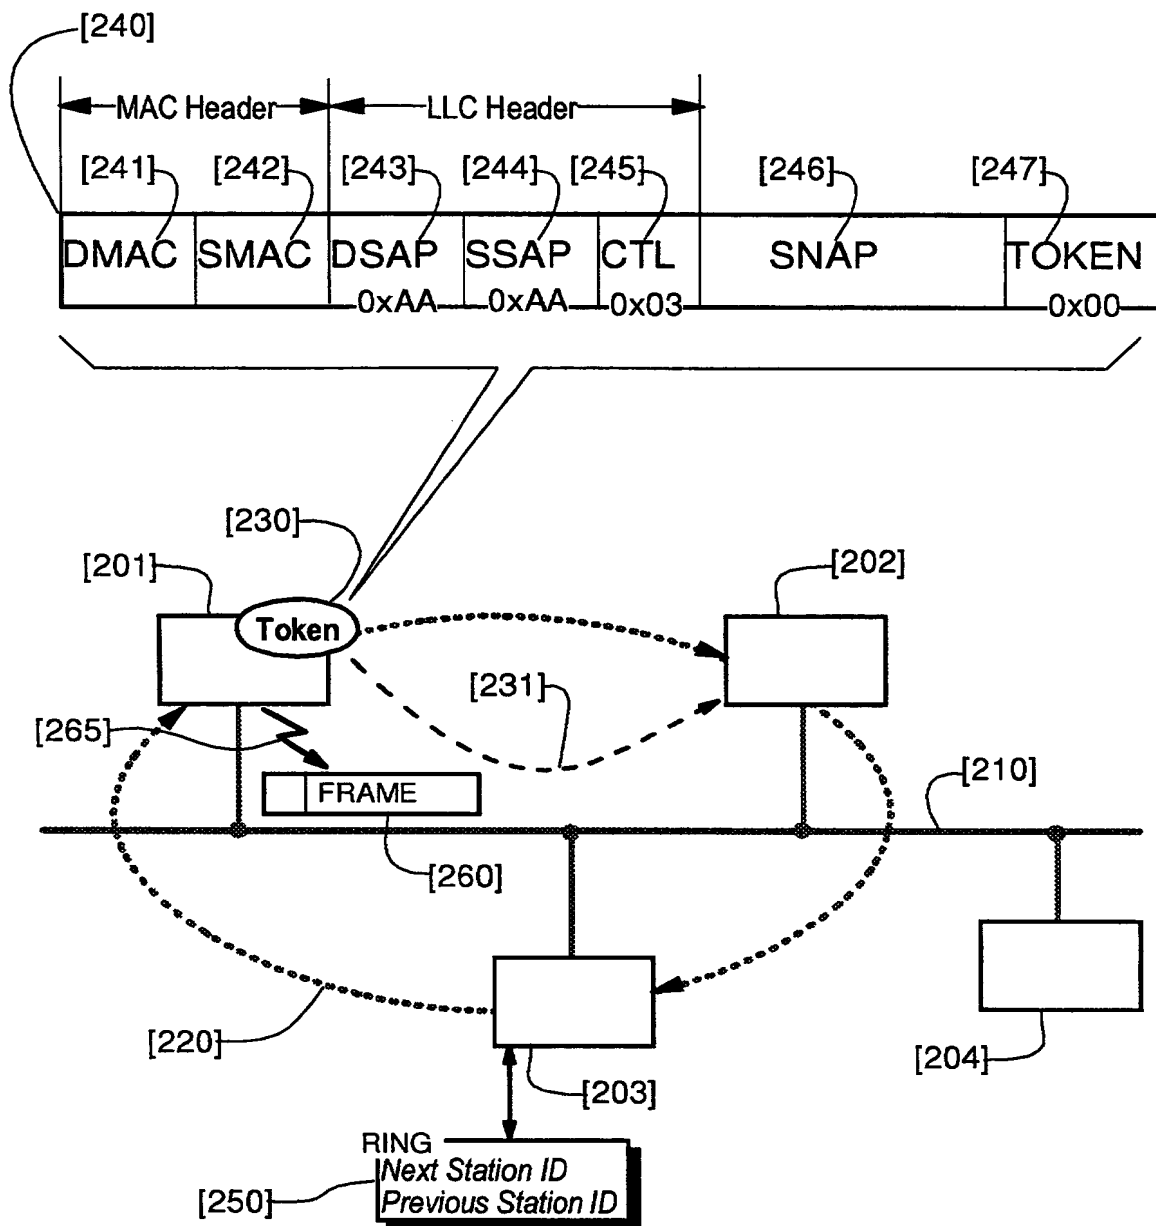 [240]
MAC Header LLC Header
[241] [242] [243] [244] [245] [246] [247]
DMAC SMAC DSAP SSAP CTL SNAP TOKEN
0xAA 0xAA 0x03 0x00
[230]
[201] [202]
Token
[231]
[265]
[210]
FRAME
[260]
[220]
[204]
[203]
RING
Next Station ID
[250]
Previous Station ID